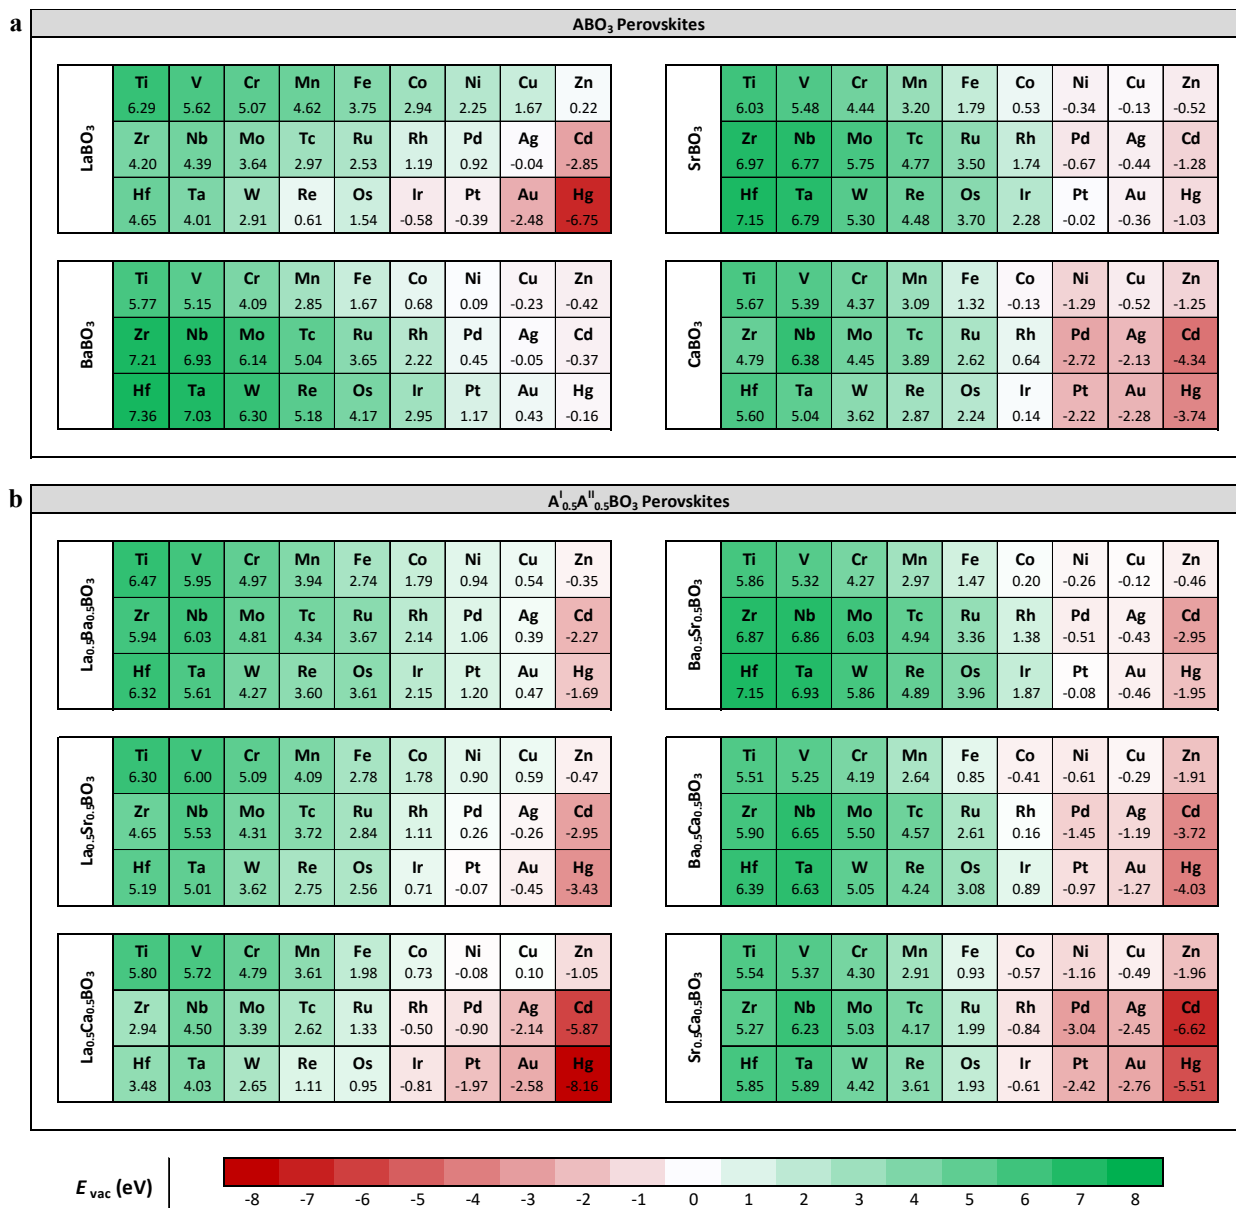 a
ABO₃ Perovskites
LaBO₃
Ti V Cr Mn Fe Co Ni Cu Zn
6.29 5.62 5.07 4.62 3.75 2.94 2.25 1.67 0.22
Zr Nb Mo Tc Ru Rh Pd Ag Cd
4.20 4.39 3.64 2.97 2.53 1.19 0.92 -0.04 -2.85
Hf Ta W Re Os Ir Pt Au Hg
4.65 4.01 2.91 0.61 1.54 -0.58 -0.39 -2.48 -6.75
SrBO₃
Ti V Cr Mn Fe Co Ni Cu Zn
6.03 5.48 4.44 3.20 1.79 0.53 -0.34 -0.13 -0.52
Zr Nb Mo Tc Ru Rh Pd Ag Cd
6.97 6.77 5.75 4.77 3.50 1.74 -0.67 -0.44 -1.28
Hf Ta W Re Os Ir Pt Au Hg
7.15 6.79 5.30 4.48 3.70 2.28 -0.02 -0.36 -1.03
BaBO₃
Ti V Cr Mn Fe Co Ni Cu Zn
5.77 5.15 4.09 2.85 1.67 0.68 0.09 -0.23 -0.42
Zr Nb Mo Tc Ru Rh Pd Ag Cd
7.21 6.93 6.14 5.04 3.65 2.22 0.45 -0.05 -0.37
Hf Ta W Re Os Ir Pt Au Hg
7.36 7.03 6.30 5.18 4.17 2.95 1.17 0.43 -0.16
CaBO₃
Ti V Cr Mn Fe Co Ni Cu Zn
5.67 5.39 4.37 3.09 1.32 -0.13 -1.29 -0.52 -1.25
Zr Nb Mo Tc Ru Rh Pd Ag Cd
4.79 6.38 4.45 3.89 2.62 0.64 -2.72 -2.13 -4.34
Hf Ta W Re Os Ir Pt Au Hg
5.60 5.04 3.62 2.87 2.24 0.14 -2.22 -2.28 -3.74
b
Aᴵ₀.₅Aᴵᴵ₀.₅BO₃ Perovskites
La₀.₅Ba₀.₅BO₃
Ti V Cr Mn Fe Co Ni Cu Zn
6.47 5.95 4.97 3.94 2.74 1.79 0.94 0.54 -0.35
Zr Nb Mo Tc Ru Rh Pd Ag Cd
5.94 6.03 4.81 4.34 3.67 2.14 1.06 0.39 -2.27
Hf Ta W Re Os Ir Pt Au Hg
6.32 5.61 4.27 3.60 3.61 2.15 1.20 0.47 -1.69
Ba₀.₅Sr₀.₅BO₃
Ti V Cr Mn Fe Co Ni Cu Zn
5.86 5.32 4.27 2.97 1.47 0.20 -0.26 -0.12 -0.46
Zr Nb Mo Tc Ru Rh Pd Ag Cd
6.87 6.86 6.03 4.94 3.36 1.38 -0.51 -0.43 -2.95
Hf Ta W Re Os Ir Pt Au Hg
7.15 6.93 5.86 4.89 3.96 1.87 -0.08 -0.46 -1.95
La₀.₅Sr₀.₅BO₃
Ti V Cr Mn Fe Co Ni Cu Zn
6.30 6.00 5.09 4.09 2.78 1.78 0.90 0.59 -0.47
Zr Nb Mo Tc Ru Rh Pd Ag Cd
4.65 5.53 4.31 3.72 2.84 1.11 0.26 -0.26 -2.95
Hf Ta W Re Os Ir Pt Au Hg
5.19 5.01 3.62 2.75 2.56 0.71 -0.07 -0.45 -3.43
Ba₀.₅Ca₀.₅BO₃
Ti V Cr Mn Fe Co Ni Cu Zn
5.51 5.25 4.19 2.64 0.85 -0.41 -0.61 -0.29 -1.91
Zr Nb Mo Tc Ru Rh Pd Ag Cd
5.90 6.65 5.50 4.57 2.61 0.16 -1.45 -1.19 -3.72
Hf Ta W Re Os Ir Pt Au Hg
6.39 6.63 5.05 4.24 3.08 0.89 -0.97 -1.27 -4.03
La₀.₅Ca₀.₅BO₃
Ti V Cr Mn Fe Co Ni Cu Zn
5.80 5.72 4.79 3.61 1.98 0.73 -0.08 0.10 -1.05
Zr Nb Mo Tc Ru Rh Pd Ag Cd
2.94 4.50 3.39 2.62 1.33 -0.50 -0.90 -2.14 -5.87
Hf Ta W Re Os Ir Pt Au Hg
3.48 4.03 2.65 1.11 0.95 -0.81 -1.97 -2.58 -8.16
Sr₀.₅Ca₀.₅BO₃
Ti V Cr Mn Fe Co Ni Cu Zn
5.54 5.37 4.30 2.91 0.93 -0.57 -1.16 -0.49 -1.96
Zr Nb Mo Tc Ru Rh Pd Ag Cd
5.27 6.23 5.03 4.17 1.99 -0.84 -3.04 -2.45 -6.62
Hf Ta W Re Os Ir Pt Au Hg
5.85 5.89 4.42 3.61 1.93 -0.61 -2.42 -2.76 -5.51
E vac (eV)
-8 -7 -6 -5 -4 -3 -2 -1 0 1 2 3 4 5 6 7 8